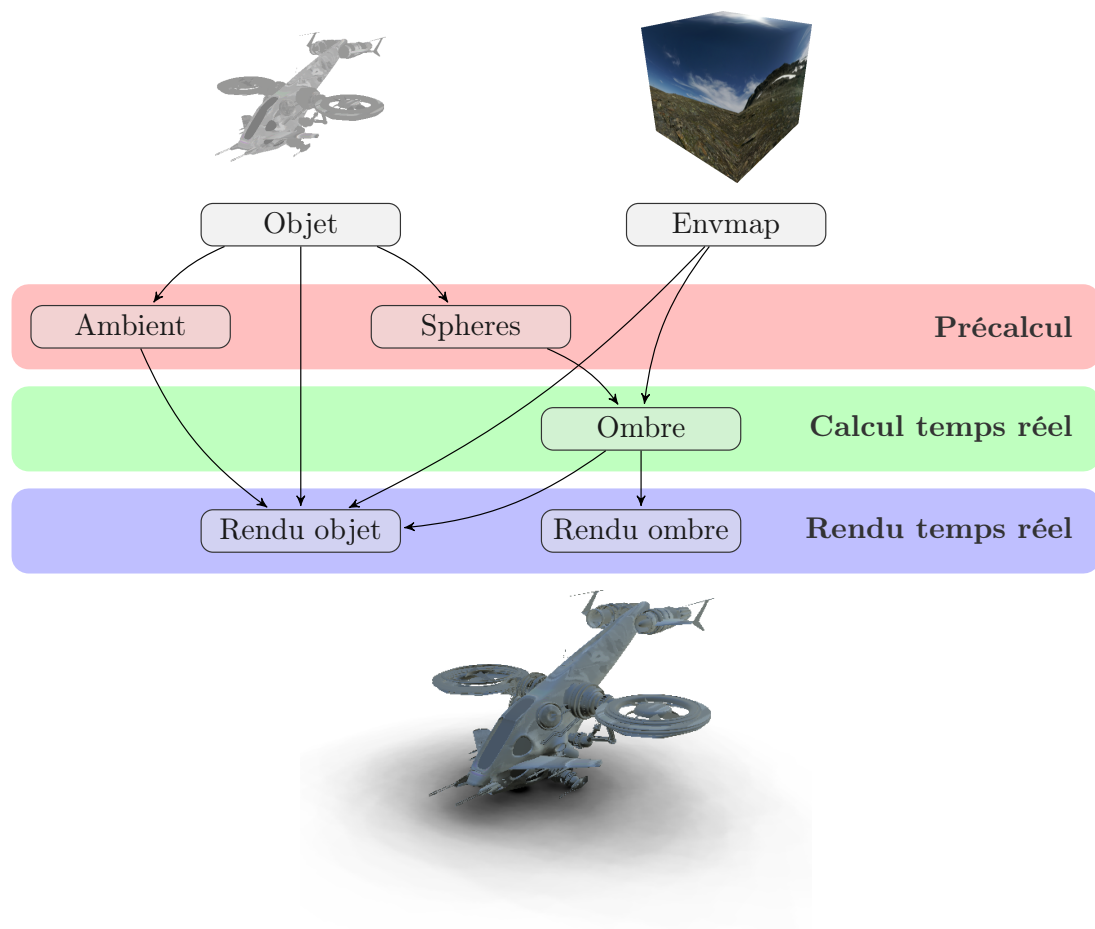 Objet
Envmap
Ambient
Spheres
Précalcul
Ombre
Calcul temps réel
Rendu objet
Rendu ombre
Rendu temps réel